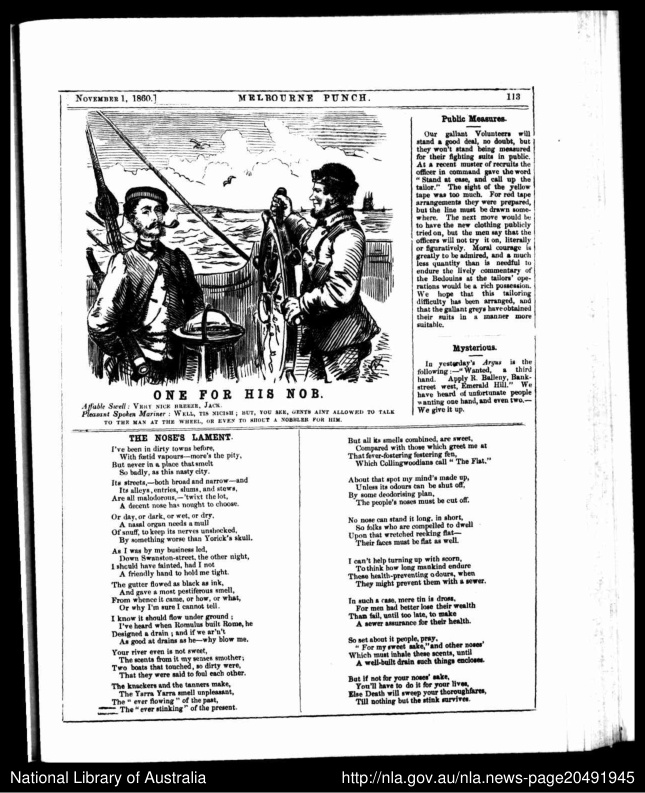 NOVEMBER 1, 1860.]
MELBOURNE PUNCH.
113
ONE FOR HIS NOB.
Affable Swell: VERY NICE BREEZE, JACK.
Pleasant Spoken Mariner: WELL, TIS NICISH; BUT, YOU SEE, GENTS AINT ALLOWED TO TALK
TO THE MAN AT THE WHEEL, OR EVEN TO SHOUT A NOBBLER FOR HIM.
Public Measures.
Our gallant Volunteers will
stand a good deal, no doubt, but
they won't stand being measured
for their fighting suits in public.
At a recent muster of recruits the
officer in command gave the word
"Stand at ease, and call up the
tailor." The sight of the yellow
tape was too much. For red tape
arrangements they were prepared,
but the line must be drawn some-
where. The next move would be
to have the new clothing publicly
tried on, but the men say that the
officers will not try it on, literally
or figuratively. Moral courage is
greatly to be admired, and a much
less quantity than is needful to
endure the lively commentary of
the Bedouins at the tailors' ope-
rations would be a rich possession.
We hope that this tailoring
difficulty has been arranged, and
that the gallant greys have obtained
their suits in a manner more
suitable.
Mysterious.
In yesterday's Argus is the
following:—"Wanted, a third
hand. Apply R. Balleny, Bank-
street west, Emerald Hill." We
have heard of unfortunate people
wanting one hand, and even two.—
We give it up.
THE NOSE'S LAMENT.
I've been in dirty towns before,
With fœtid vapours—more's the pity,
But never in a place that smelt
So badly, as this nasty city.
Its streets,—both broad and narrow—and
Its alleys, entries, slums, and stews,
Are all malodorous,—'twixt the lot,
A decent nose has nought to choose.
Or day, or dark, or wet, or dry,
A nasal organ needs a mull
Of snuff, to keep its nerves unshocked,
By something worse than Yorick's skull.
As I was by my business led,
Down Swanston-street, the other night,
I should have fainted, had I not
A friendly hand to hold me tight.
The gutter flowed as black as ink,
And gave a most pestiferous smell,
From whence it came, or how, or what,
Or why I'm sure I cannot tell.
I know it should flow under ground;
I've heard when Romulus built Rome, he
Designed a drain; and if we ar'n't
As good at drains as he—why blow me.
Your river even is not sweet,
The scents from it my senses smother;
Two boats that touched, so dirty were,
That they were said to foul each other.
The knackers and the tanners make,
The Yarra Yarra smell unpleasant,
The "ever flowing" of the past,
The "ever stinking" of the present.
But all its smells combined, are sweet,
Compared with those which greet me at
That fever-fostering festering fen,
Which Collingwoodians call "The Flat."
About that spot my mind's made up,
Unless its odours can be shut off,
By some deodorising plan,
The people's noses must be cut off.
No nose can stand it long, in short,
So folks who are compelled to dwell
Upon that wretched reeking flat—
Their faces must be flat as well.
I can't help turning up with scorn,
To think how long mankind endure
These health-preventing odours, when
They might prevent them with a sewer.
In such a case, mere tin is dross,
For men had better lose their wealth
Than fail, until too late, to make
A sewer assurance for their health.
So set about it people, pray,
"For my sweet sake," and other noses'
Which must inhale these scents, until
A well-built drain such things encloses.
But if not for your noses' sake,
You'll have to do it for your lives,
Else Death will sweep your thoroughfares,
Till nothing but the stink survives.
National Library of Australia
http://nla.gov.au/nla.news-page20491945